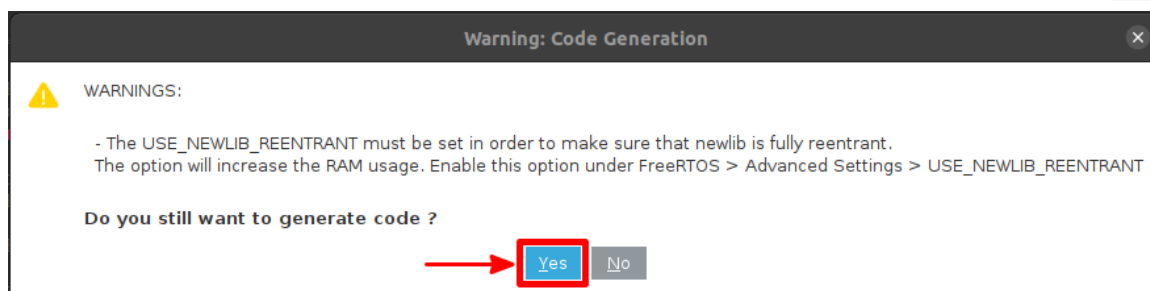 Warning: Code Generation
WARNINGS:
- The USE_NEWLIB_REENTRANT must be set in order to make sure that newlib is fully reentrant.
The option will increase the RAM usage. Enable this option under FreeRTOS > Advanced Settings > USE_NEWLIB_REENTRANT
Do you still want to generate code ?
Yes No